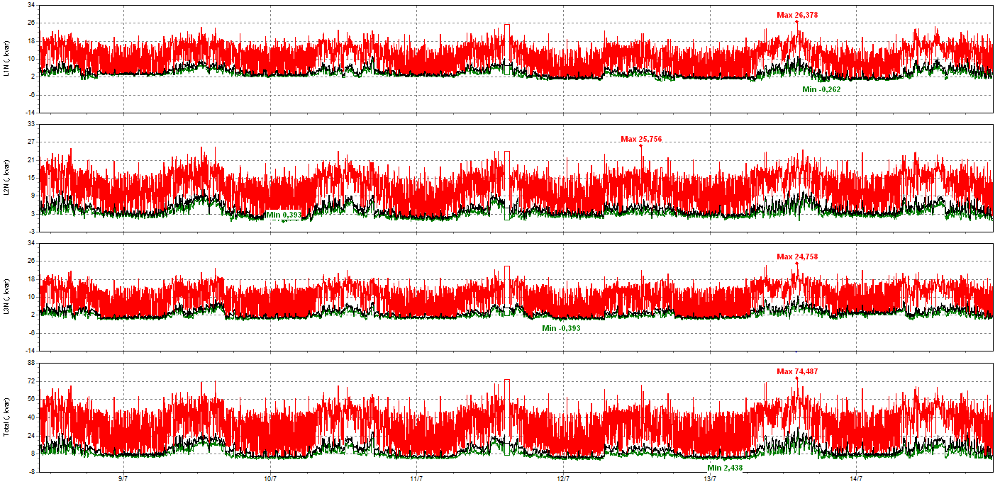 34
26
18
10
2
-6
-14
L1N (, kvar)
Max 26,378
Min -0,262
33
27
21
15
9
3
-3
L2N (, kvar)
Max 25,756
Min 0,393
34
26
18
10
2
-6
-14
L3N (, kvar)
Max 24,758
Min -0,393
88
72
56
40
24
8
-8
Total (, kvar)
Max 74,487
Min 2,438
9/7 10/7 11/7 12/7 13/7 14/7